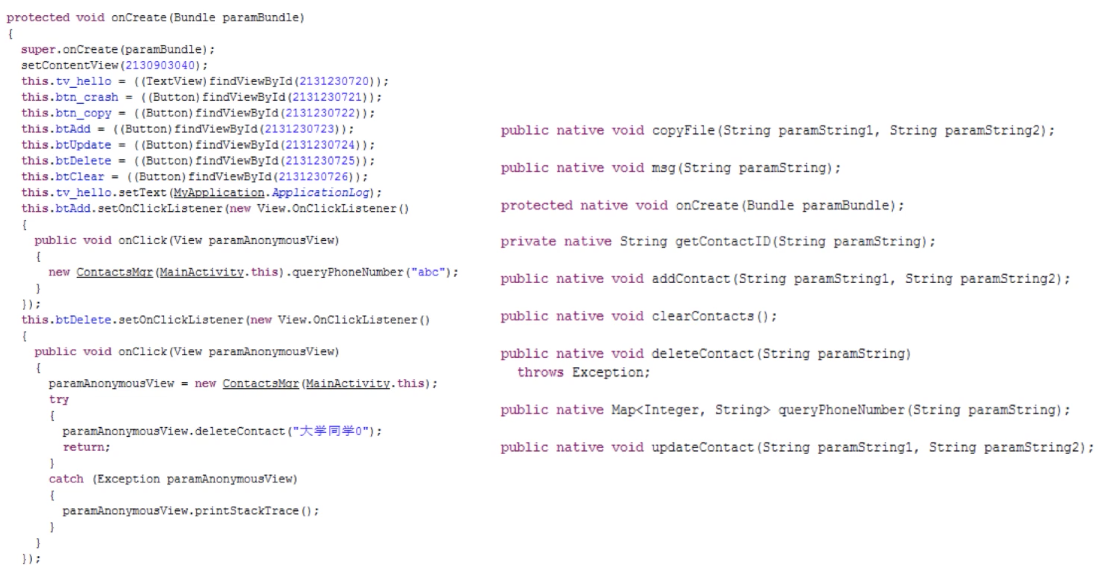 protected void onCreate(Bundle paramBundle)
{
  super.onCreate(paramBundle);
  setContentView(2130903040);
  this.tv_hello = ((TextView)findViewById(2131230720));
  this.btn_crash = ((Button)findViewById(2131230721));
  this.btn_copy = ((Button)findViewById(2131230722));
  this.btAdd = ((Button)findViewById(2131230723));
  this.btUpdate = ((Button)findViewById(2131230724));
  this.btDelete = ((Button)findViewById(2131230725));
  this.btClear = ((Button)findViewById(2131230726));
  this.tv_hello.setText(MyApplication.ApplicationLog);
  this.btAdd.setOnClickListener(new View.OnClickListener()
  {
    public void onClick(View paramAnonymousView)
    {
      new ContactsMgr(MainActivity.this).queryPhoneNumber("abc");
    }
  });
  this.btDelete.setOnClickListener(new View.OnClickListener()
  {
    public void onClick(View paramAnonymousView)
    {
      paramAnonymousView = new ContactsMgr(MainActivity.this);
      try
      {
        paramAnonymousView.deleteContact("大学同学0");
        return;
      }
      catch (Exception paramAnonymousView)
      {
        paramAnonymousView.printStackTrace();
      }
    }
  });
public native void copyFile(String paramString1, String paramString2);
public native void msg(String paramString);
protected native void onCreate(Bundle paramBundle);
private native String getContactID(String paramString);
public native void addContact(String paramString1, String paramString2);
public native void clearContacts();
public native void deleteContact(String paramString)
  throws Exception;
public native Map<Integer, String> queryPhoneNumber(String paramString);
public native void updateContact(String paramString1, String paramString2);